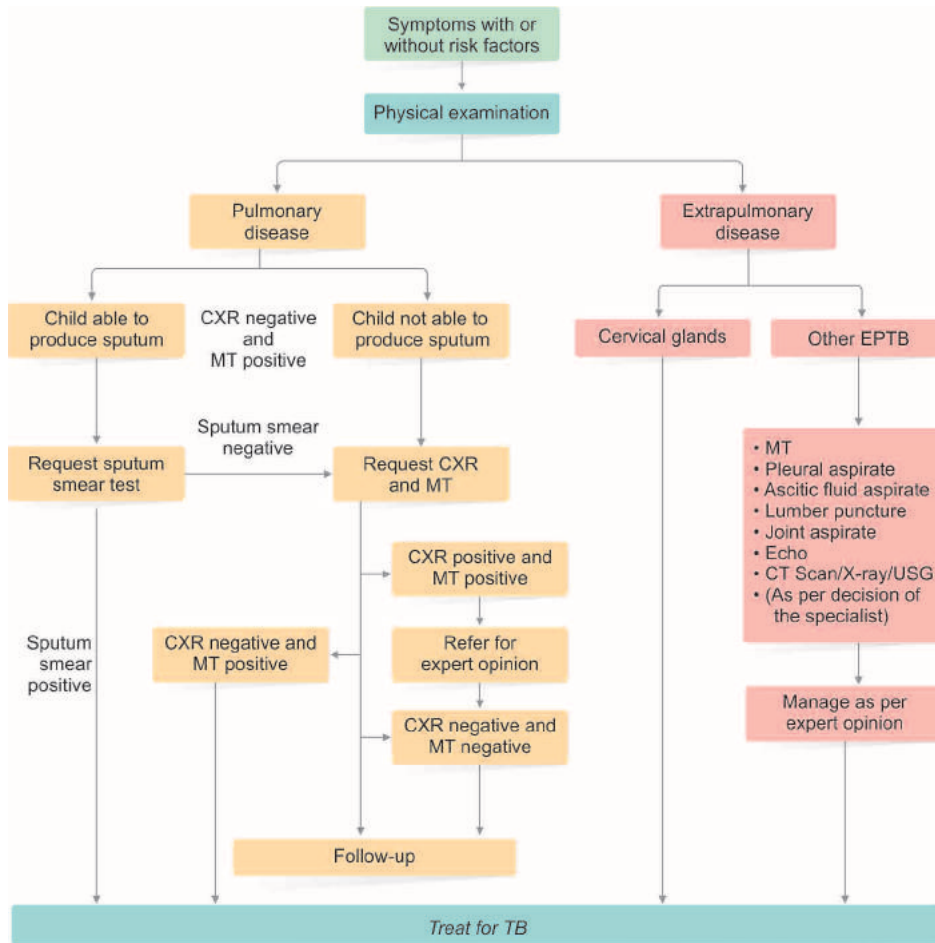 Symptoms with or
without risk factors
Physical examination
Pulmonary
disease
Extrapulmonary
disease
Child able to
produce sputum
CXR negative
and
MT positive
Child not able to
produce sputum
Cervical glands
Other EPTB
Request sputum
smear test
Sputum smear
negative
Request CXR
and MT
• MT
• Pleural aspirate
• Ascitic fluid aspirate
• Lumber puncture
• Joint aspirate
• Echo
• CT Scan/X-ray/USG
• (As per decision of
the specialist)
CXR positive and
MT positive
Sputum
smear
positive
CXR negative and
MT positive
Refer for
expert opinion
CXR negative and
MT negative
Manage as per
expert opinion
Follow-up
Treat for TB